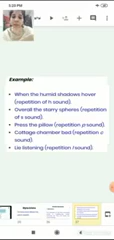 Example:
• When the humid shadows hover
(repetition of h sound).
• Overall the starry spheres (repetition
of s sound).
• Press the pillow (repetition p sound).
• Cottage chamber bed (repetition c
sound).
• Lie listening (repetition l sound).